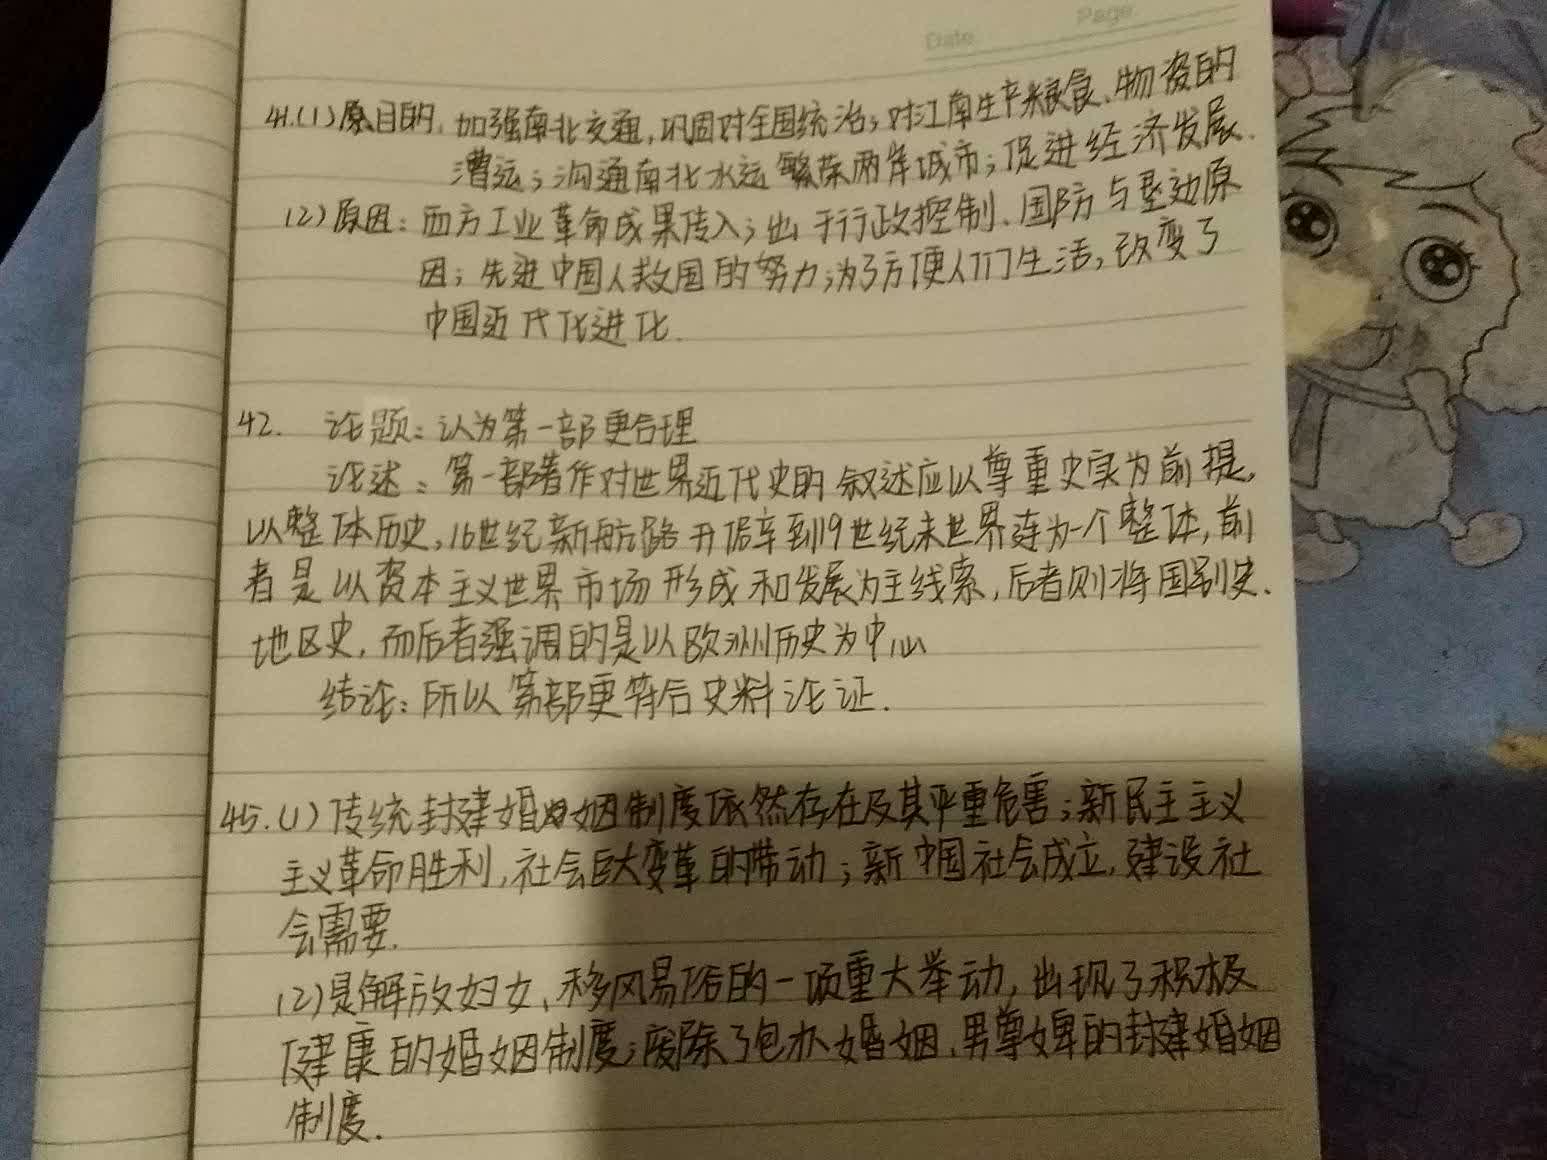 Date
Page
41.(1)原目的:加强南北交通,巩固对全国统治;对江南生产粮食、物资的
漕运;沟通南北水运 繁荣两岸城市;促进经济发展.
(2)原因:西方工业革命成果传入;出于行政控制、国防与垦边原
因;先进中国人救国的努力;为了方便人们生活,改变了
中国近代化进化.
42. 论题:认为第一部更合理
论述:第一部著作对世界近代史的叙述应以尊重史实为前提,
以整体历史,16世纪新航路开辟率到19世纪末世界连为一个整体,前
者是以资本主义世界市场形成和发展为主线索,后者则将国别史、
地区史,而后者强调的是以欧洲历史为中心
结论:所以第部更符后史料论证.
45.(1)传统封建婚姻制度依然存在及其严重危害;新民主主义
主义革命胜利,社会巨大变革的带动;新中国社会成立,建设社
会需要.
(2)是解放妇女、移风易俗的一项重大举动,出现了积极
健康的婚姻制度;废除了包办婚姻,男尊婢的封建婚姻
制度.